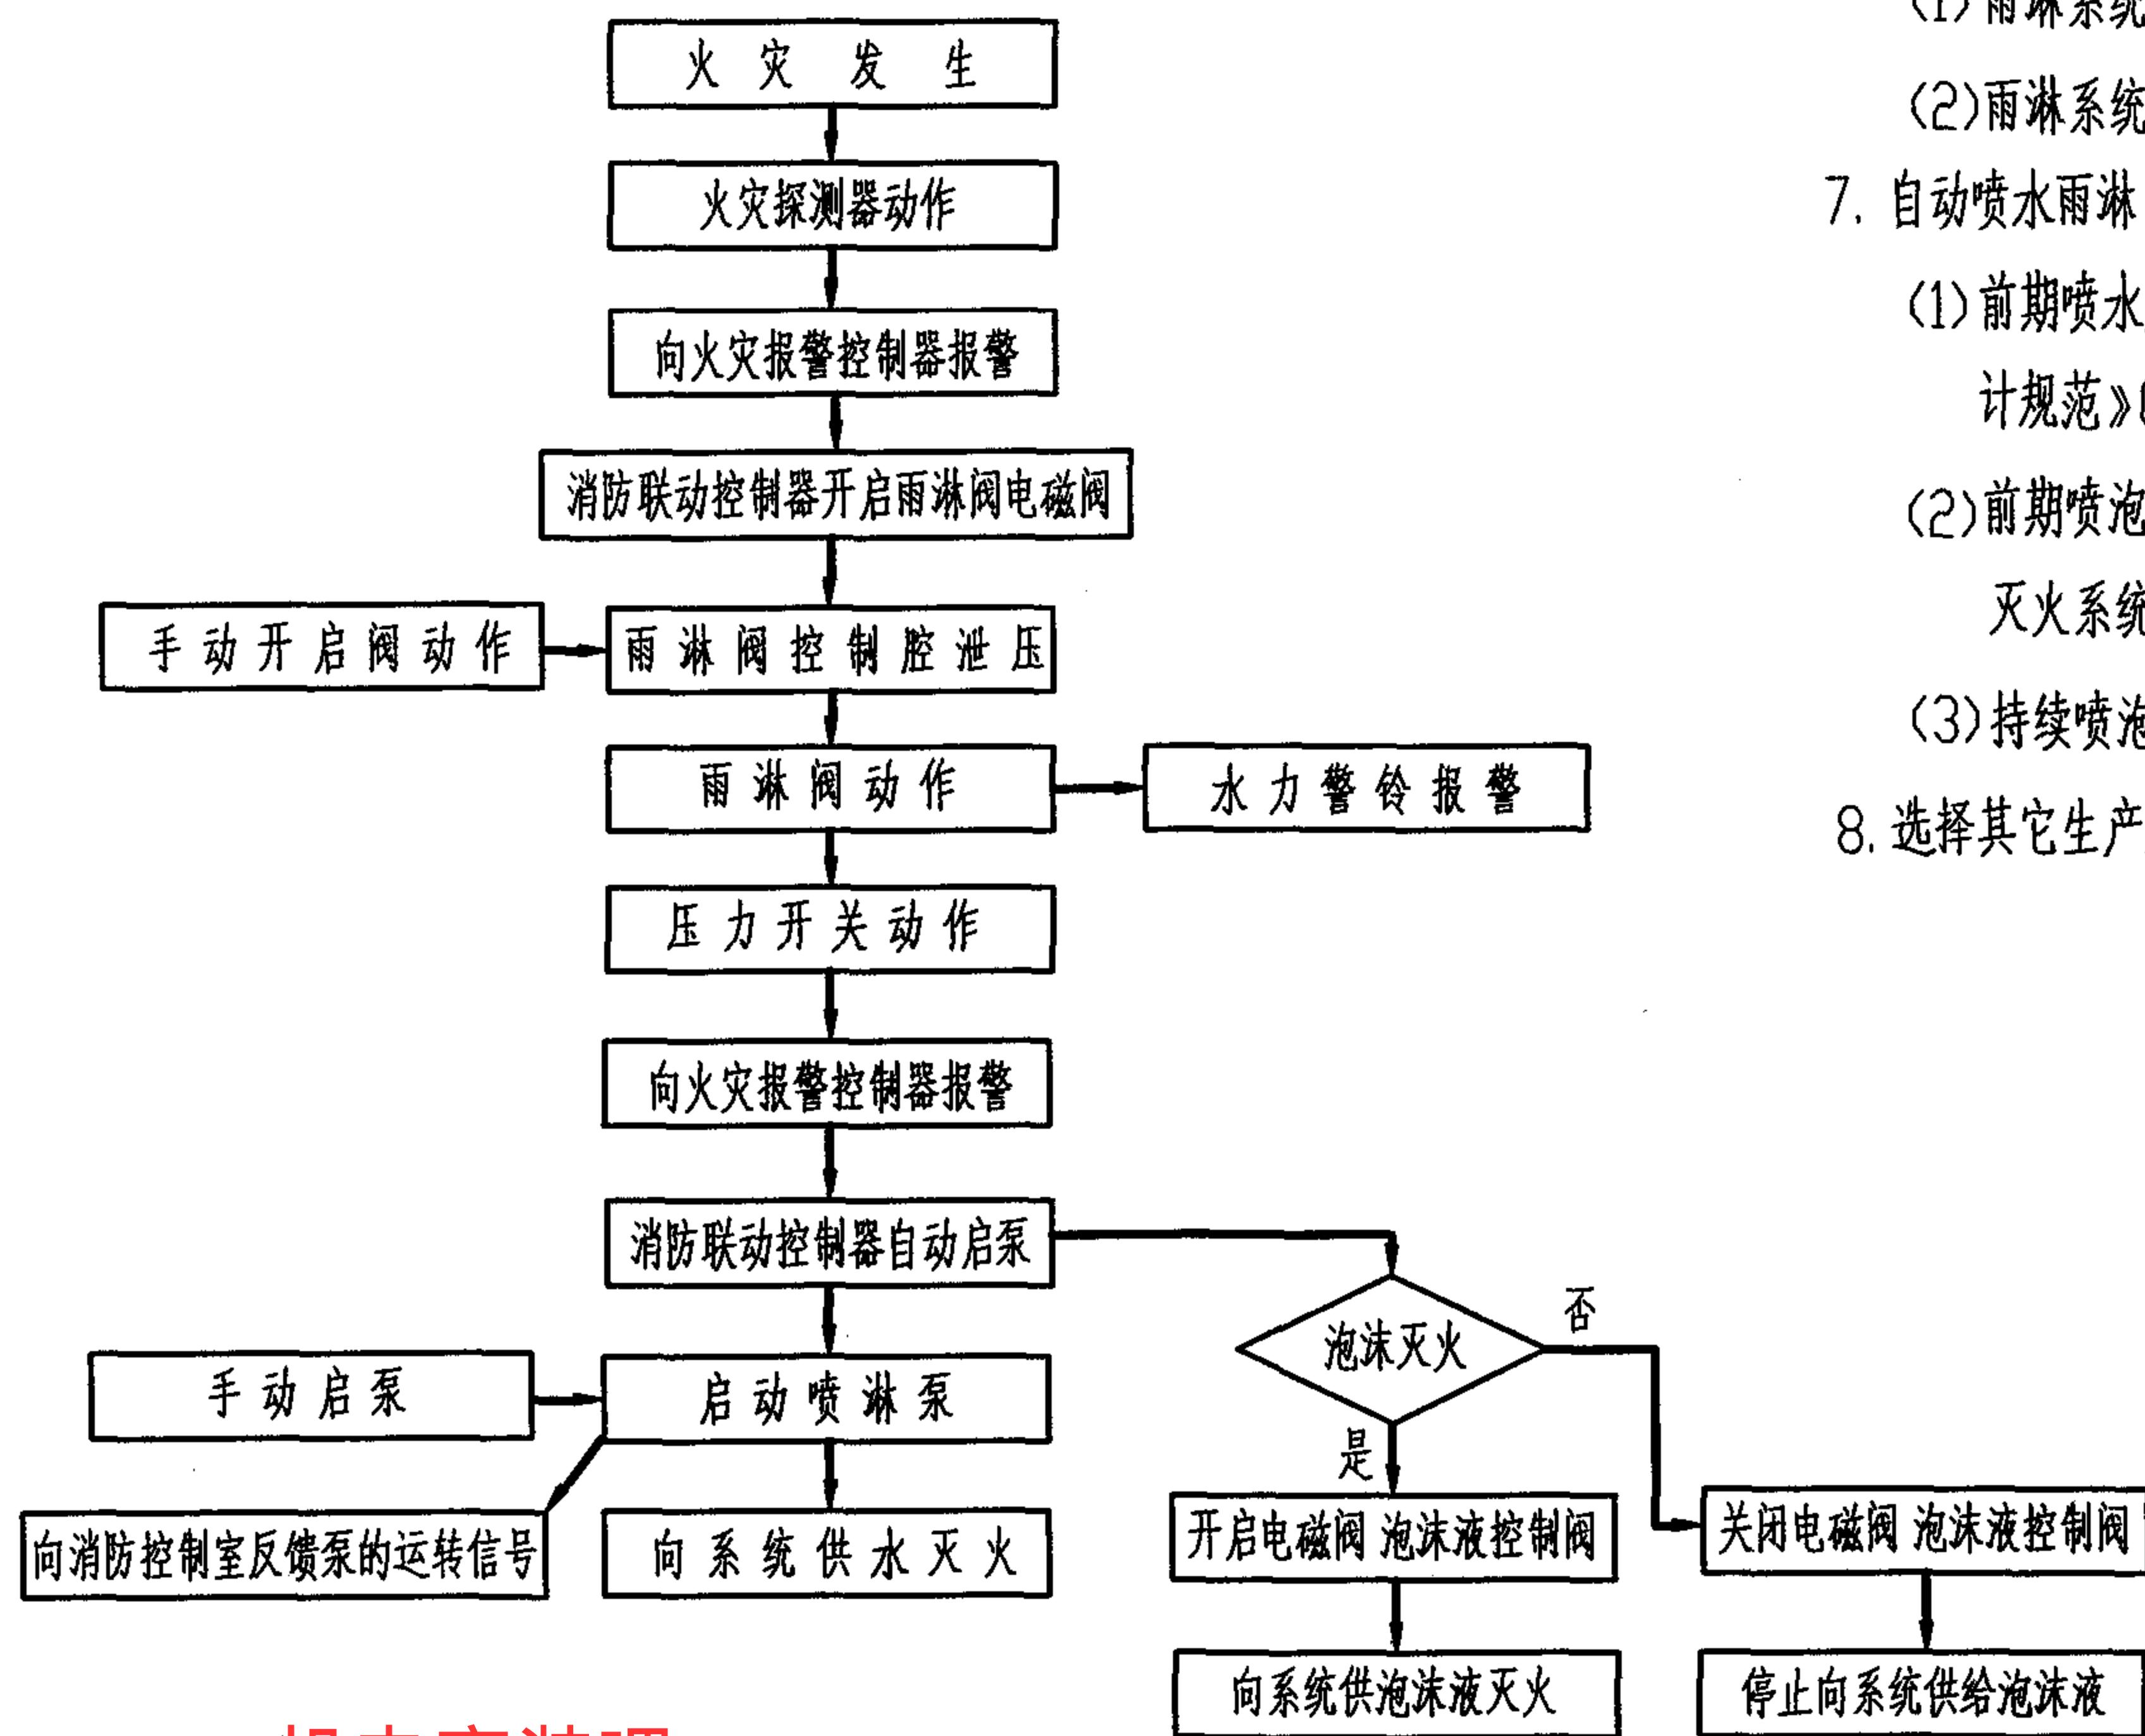 火灾发生
火灾探测器动作
向火灾报警控制器报警
消防联动控制器开启雨淋阀电磁阀
手动开启阀动作
雨淋阀控制腔泄压
雨淋阀动作
水力警铃报警
压力开关动作
向火灾报警控制器报警
消防联动控制器自动启泵
泡沫灭火
否
是
手动启泵
启动喷淋泵
向消防控制室反馈泵的运转信号
向系统供水灭火
开启电磁阀 泡沫液控制阀
关闭电磁阀 泡沫液控制阀
向系统供泡沫液灭火
停止向系统供给泡沫液
(1)雨淋系统
(2)雨淋系统
7. 自动喷水雨淋
(1)前期喷水
计规范》(
(2)前期喷泡
灭火系统
(3)持续喷泡
8. 选择其它生产